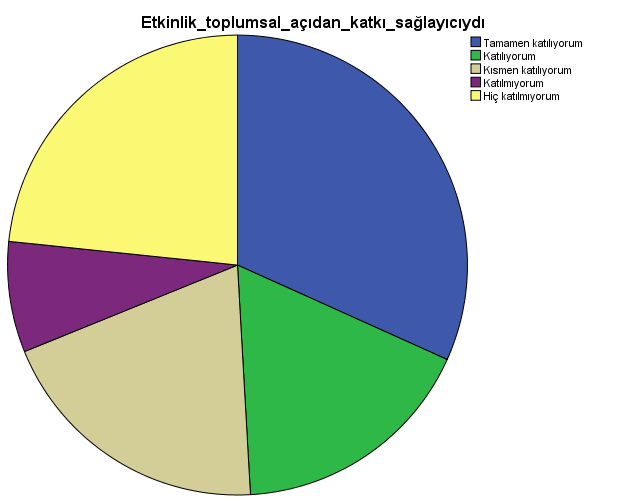 Etkinlik_toplumsal_açıdan_katkı_sağlayıcıydı
Tamamen katılıyorum
Katılıyorum
Kısmen katılıyorum
Katılmıyorum
Hiç katılmıyorum